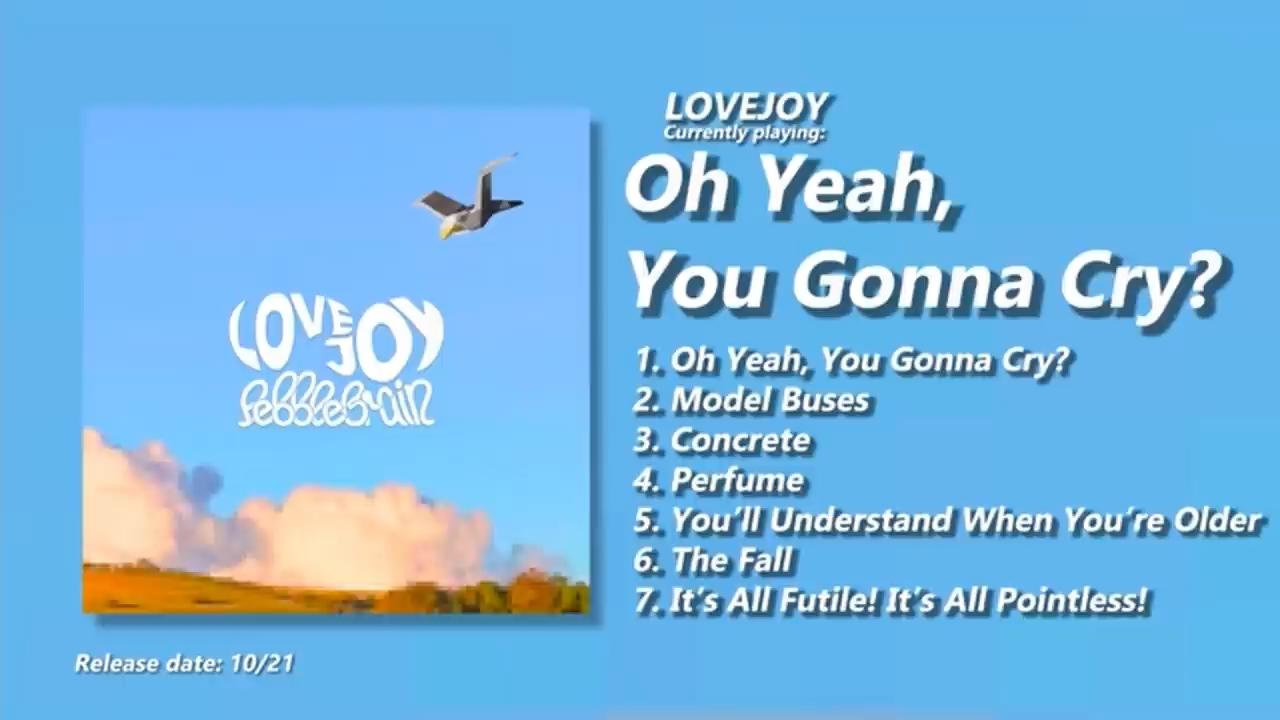 LOVEJOY
Pebblebrain
LOVEJOY
Currently playing:
Oh Yeah,
You Gonna Cry?
1. Oh Yeah, You Gonna Cry?
2. Model Buses
3. Concrete
4. Perfume
5. You'll Understand When You're Older
6. The Fall
7. It's All Futile! It's All Pointless!
Release date: 10/21